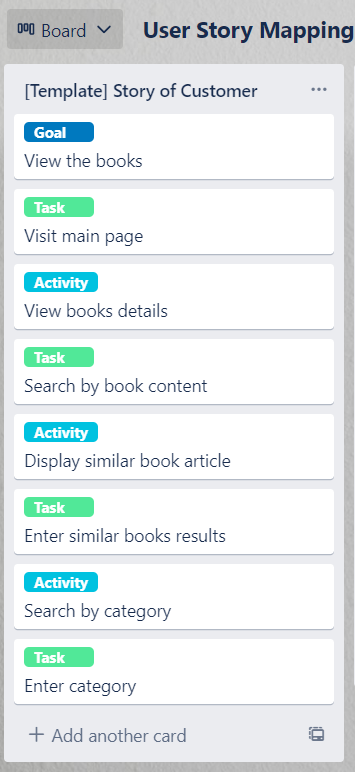 Board
User Story Mapping
[Template] Story of Customer
Goal
View the books
Task
Visit main page
Activity
View books details
Task
Search by book content
Activity
Display similar book article
Task
Enter similar books results
Activity
Search by category
Task
Enter category
+ Add another card